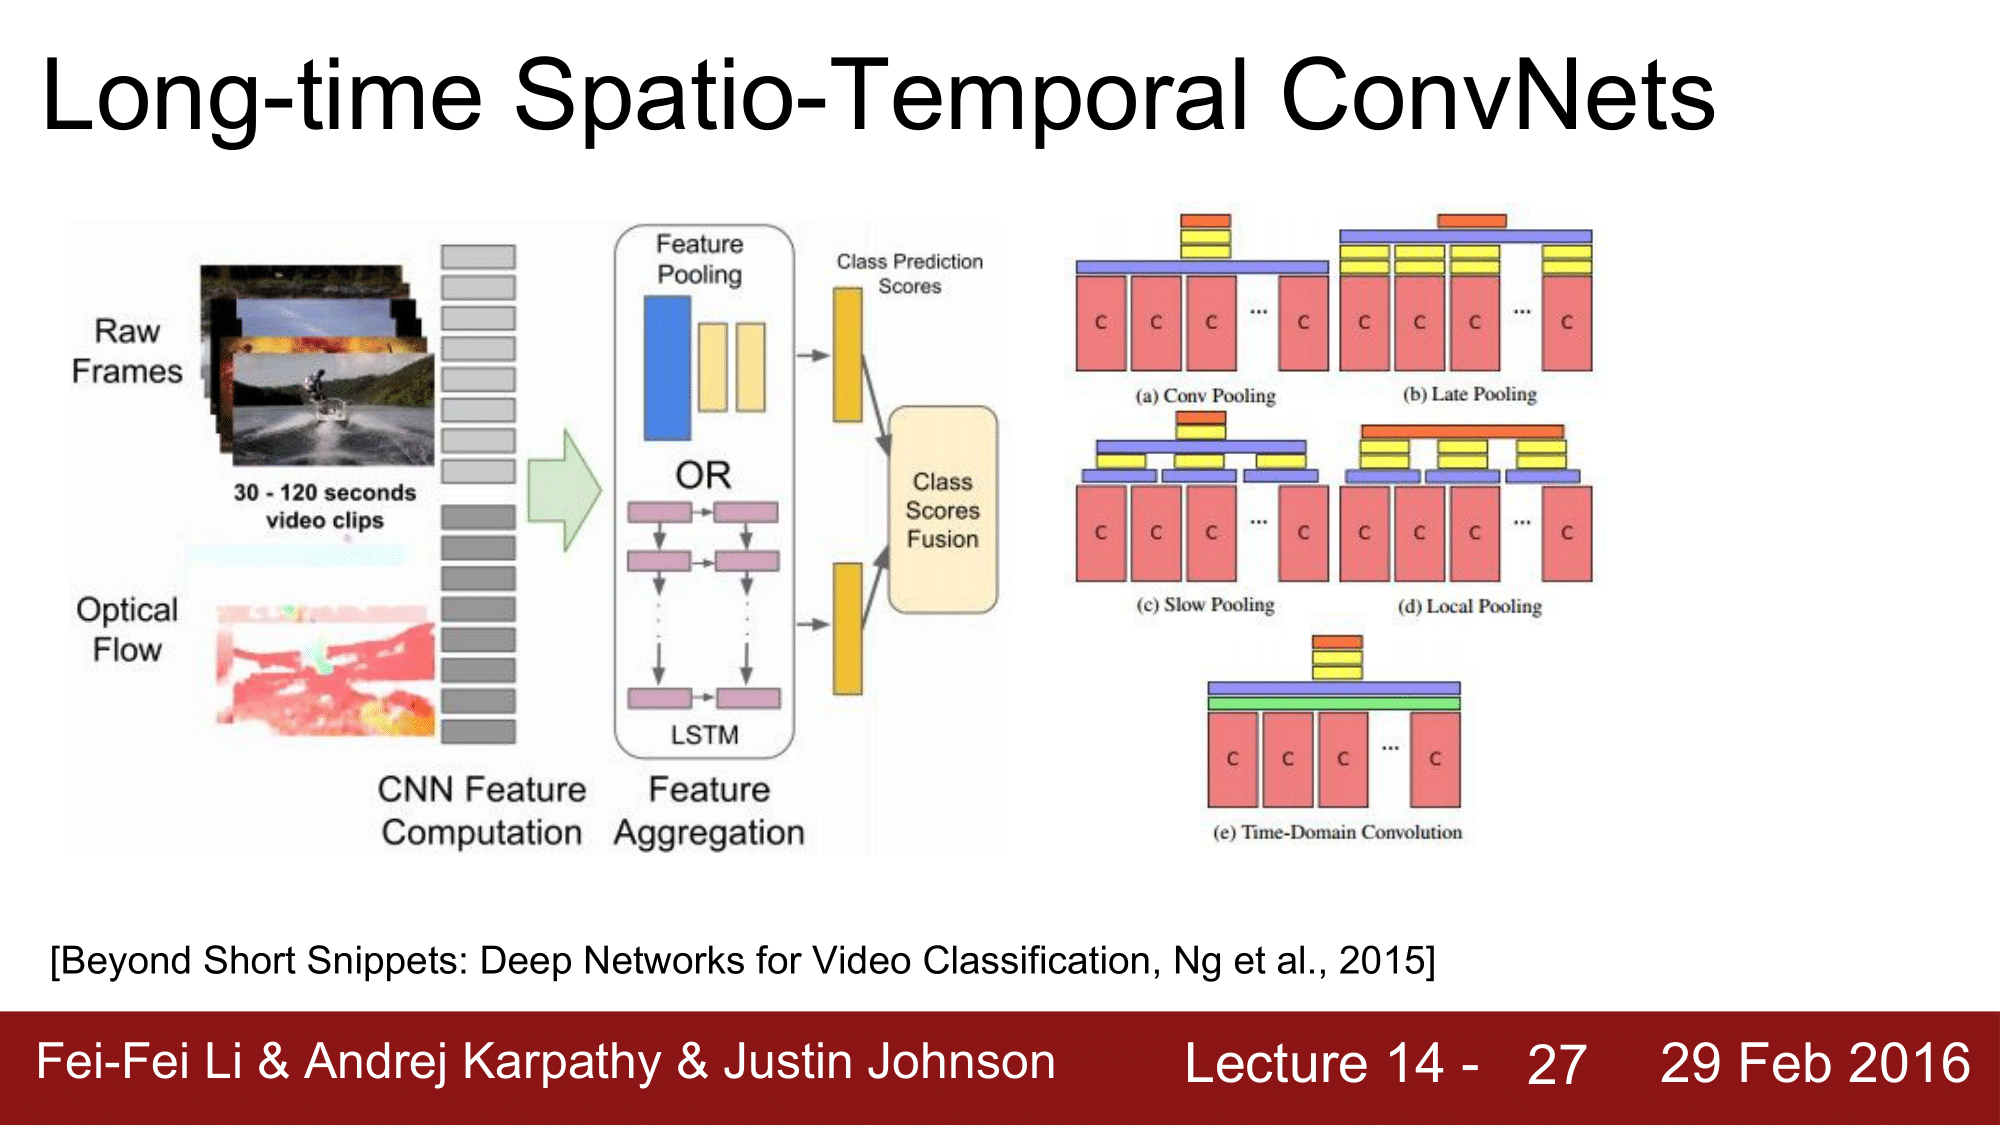 Long-time Spatio-Temporal ConvNets
Raw
Frames
30 - 120 seconds
video clips
Optical
Flow
CNN Feature
Computation
Feature
Pooling
OR
LSTM
Feature
Aggregation
Class Prediction
Scores
Class
Scores
Fusion
C C C ... C
(a) Conv Pooling
C C C ... C
(b) Late Pooling
C C C ... C
(c) Slow Pooling
C C C ... C
(d) Local Pooling
C C C ... C
(e) Time-Domain Convolution
[Beyond Short Snippets: Deep Networks for Video Classification, Ng et al., 2015]
Fei-Fei Li & Andrej Karpathy & Justin Johnson
Lecture 14 - 27
29 Feb 2016